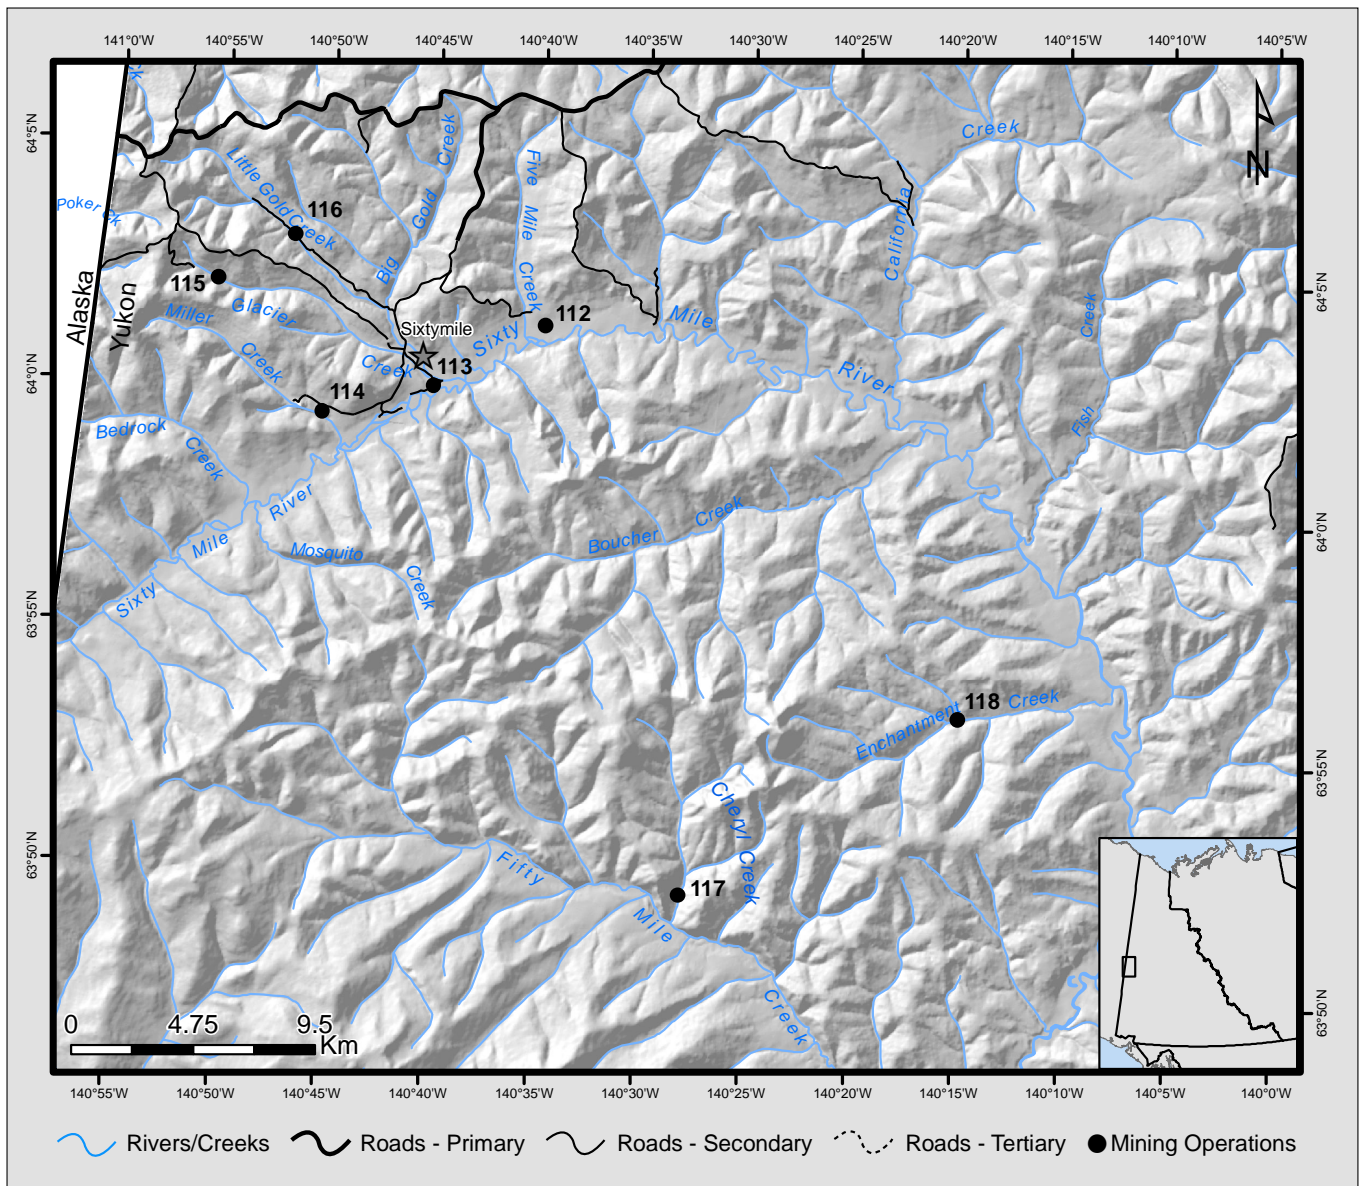 141°0'W 140°55'W 140°50'W 140°45'W 140°40'W 140°35'W 140°30'W 140°25'W 140°20'W 140°15'W 140°10'W 140°5'W
64°5'N
64°0'N
63°55'N
63°50'N
64°5'N
64°0'N
63°55'N
63°50'N
ck
N
Creek
Little Gold Creek
116
Big Gold Creek
Five Mile Creek
California
Creek
Fish
Poker Ck
115
Glacier
Creek
Miller
Creek
Alaska
Yukon
Sixtymile
112
113
114
Sixty Mile River
Bedrock
Creek
River
Mile
Sixty
Mosquito
Creek
Boucher Creek
Enchantment Creek
118
Cheryl Creek
117
Fifty
Mile
Creek
0 4.75 9.5
Km
140°55'W 140°50'W 140°45'W 140°40'W 140°35'W 140°30'W 140°25'W 140°20'W 140°15'W 140°10'W 140°5'W 140°0'W
Rivers/Creeks Roads - Primary Roads - Secondary Roads - Tertiary Mining Operations